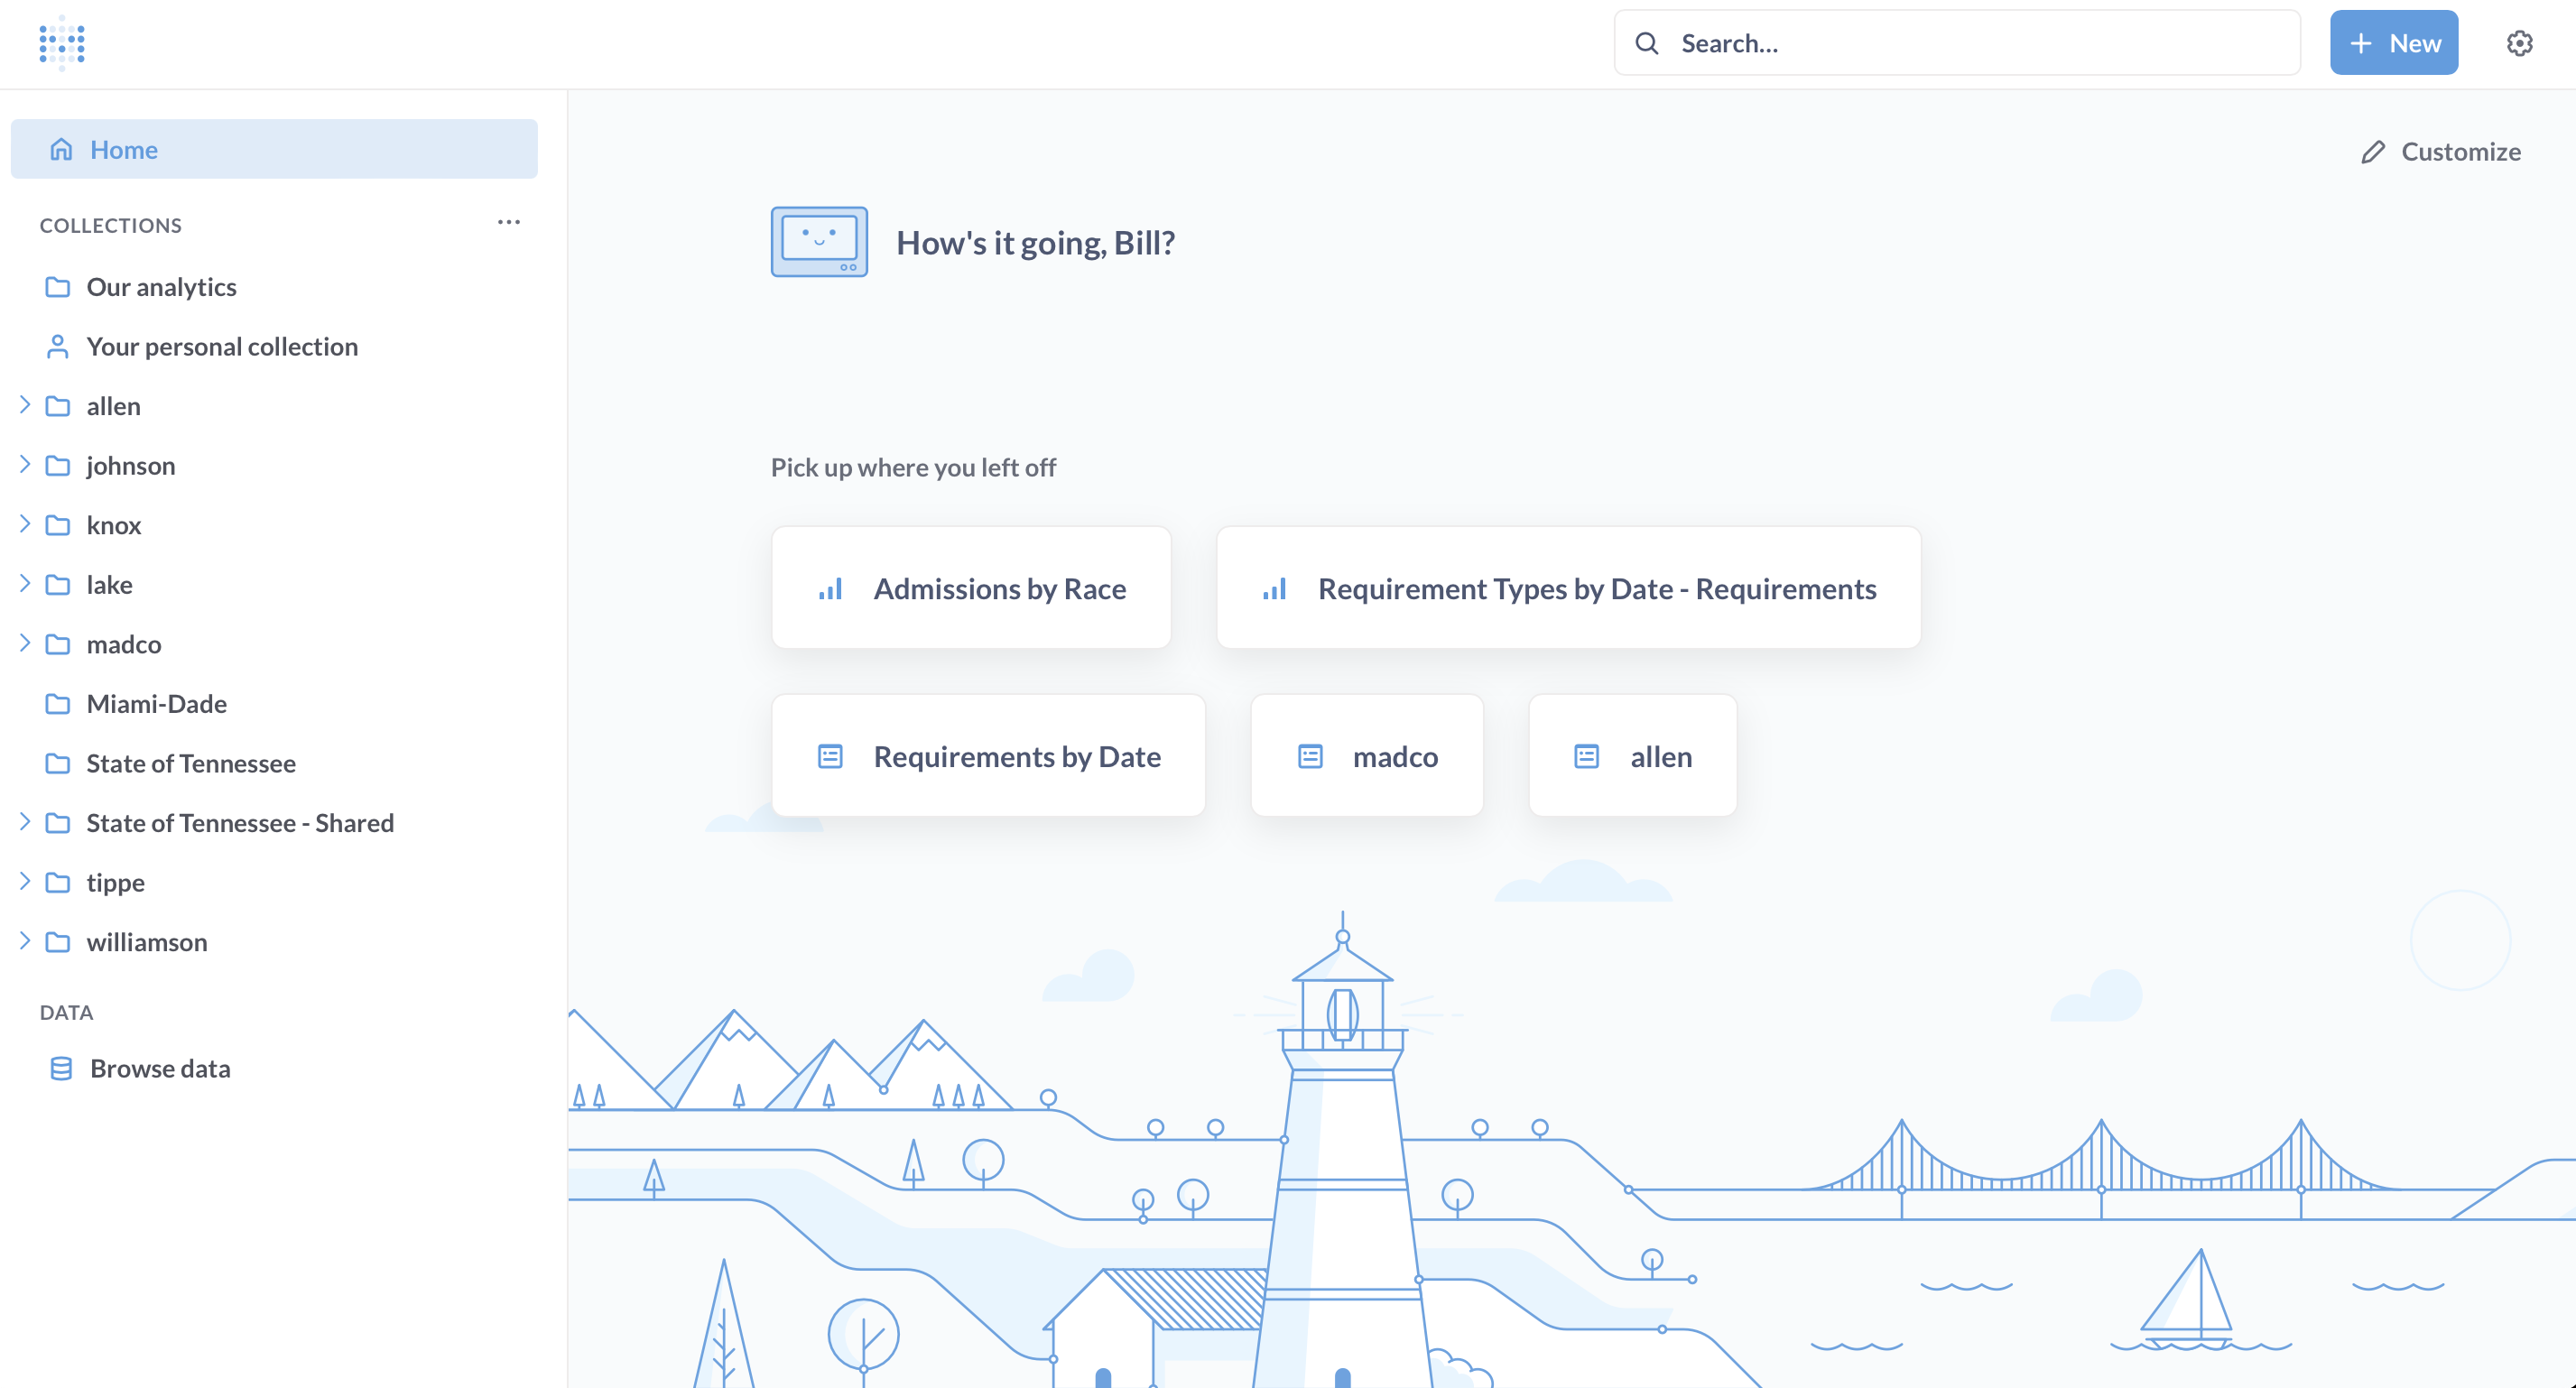 Search...
New
Home
COLLECTIONS
Our analytics
Your personal collection
allen
johnson
knox
lake
madco
Miami-Dade
State of Tennessee
State of Tennessee - Shared
tippe
williamson
DATA
Browse data
Customize
How's it going, Bill?
Pick up where you left off
Admissions by Race
Requirement Types by Date - Requirements
Requirements by Date
madco
allen